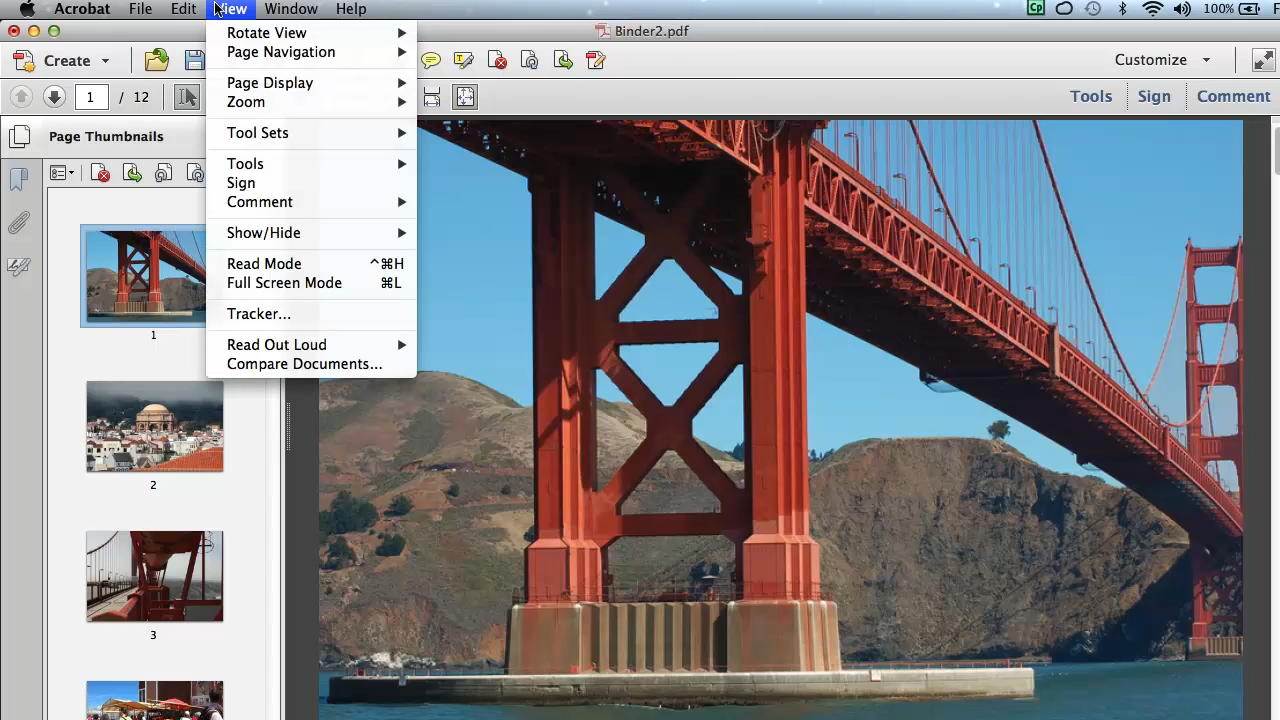 Acrobat File Edit View Window Help 100%
Binder2.pdf
Create Customize
1 / 12 Tools Sign Comment
Page Thumbnails
Rotate View
Page Navigation
Page Display
Zoom
Tool Sets
Tools
Sign
Comment
Show/Hide
Read Mode ^⌘H
Full Screen Mode ⌘L
Tracker...
Read Out Loud
Compare Documents...
1
2
3